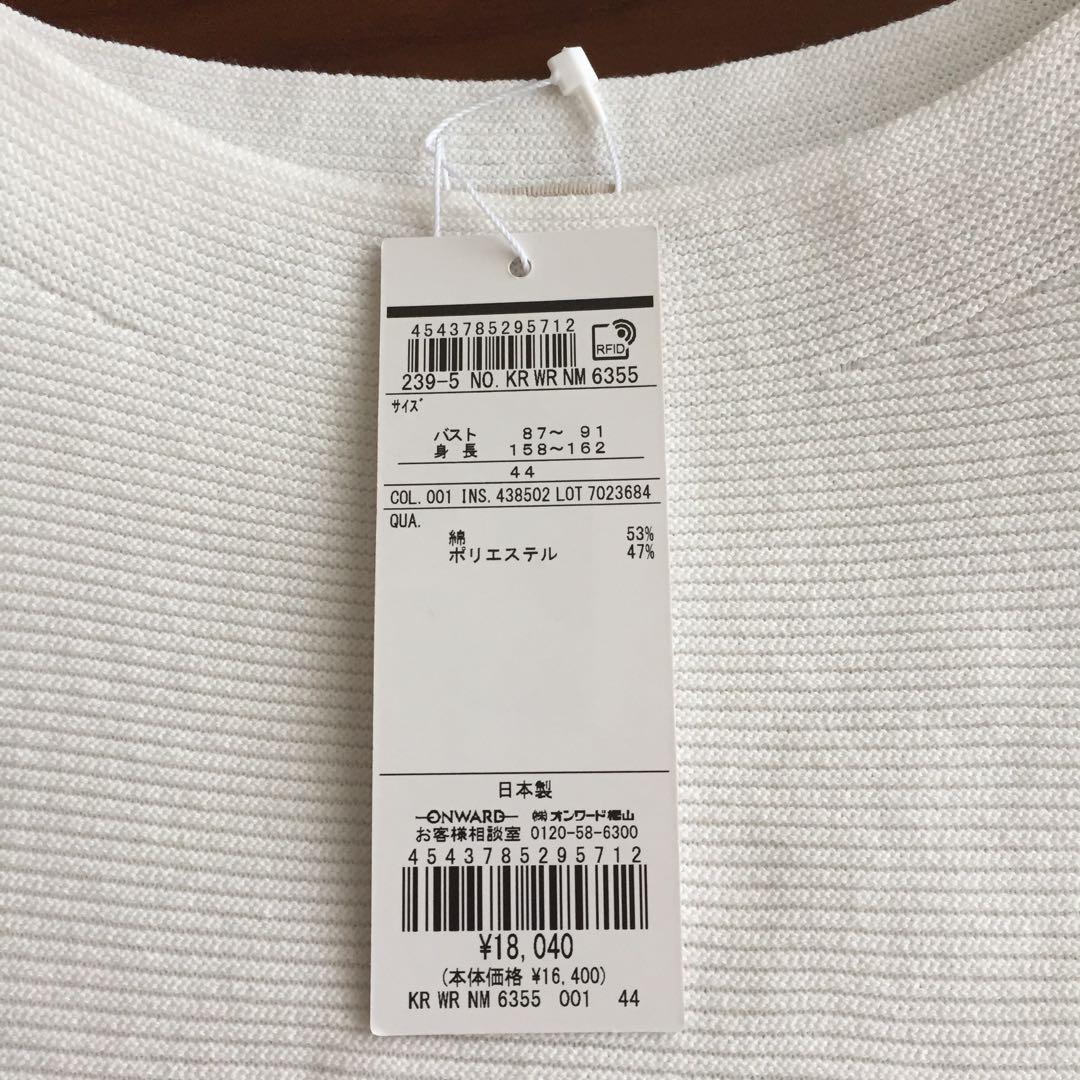 4543785295712
RFID
239-5 NO. KR WR NM 6355
ｻｲｽﾞ
バスト 87〜 91
身長 158〜162
44
COL. 001 INS. 438502 LOT 7023684
QUA.
綿 53%
ポリエステル 47%
日本製
ONWARD ㈱オンワード樫山
お客様相談室 0120-58-6300
4543785295712
¥18,040
(本体価格 ¥16,400)
KR WR NM 6355 001 44